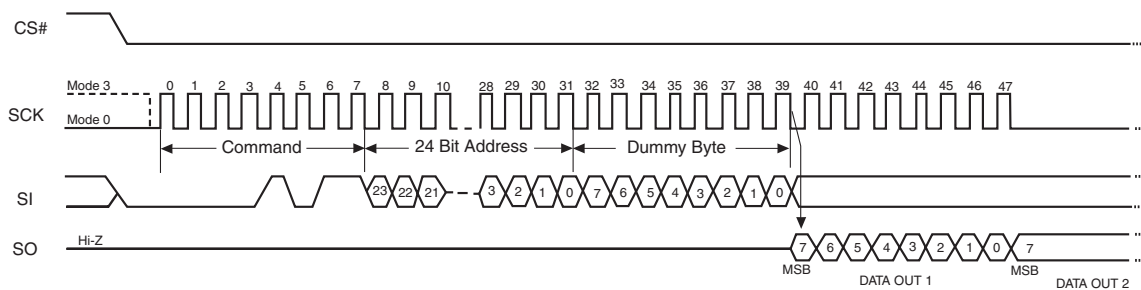 CS#
Mode 3
0 1 2 3 4 5 6 7 8 9 10 28 29 30 31 32 33 34 35 36 37 38 39 40 41 42 43 44 45 46 47
SCK
Mode 0
Command 24 Bit Address Dummy Byte
SI 23 22 21 3 2 1 0 7 6 5 4 3 2 1 0
Hi-Z
SO 7 6 5 4 3 2 1 0 7
MSB DATA OUT 1 MSB DATA OUT 2